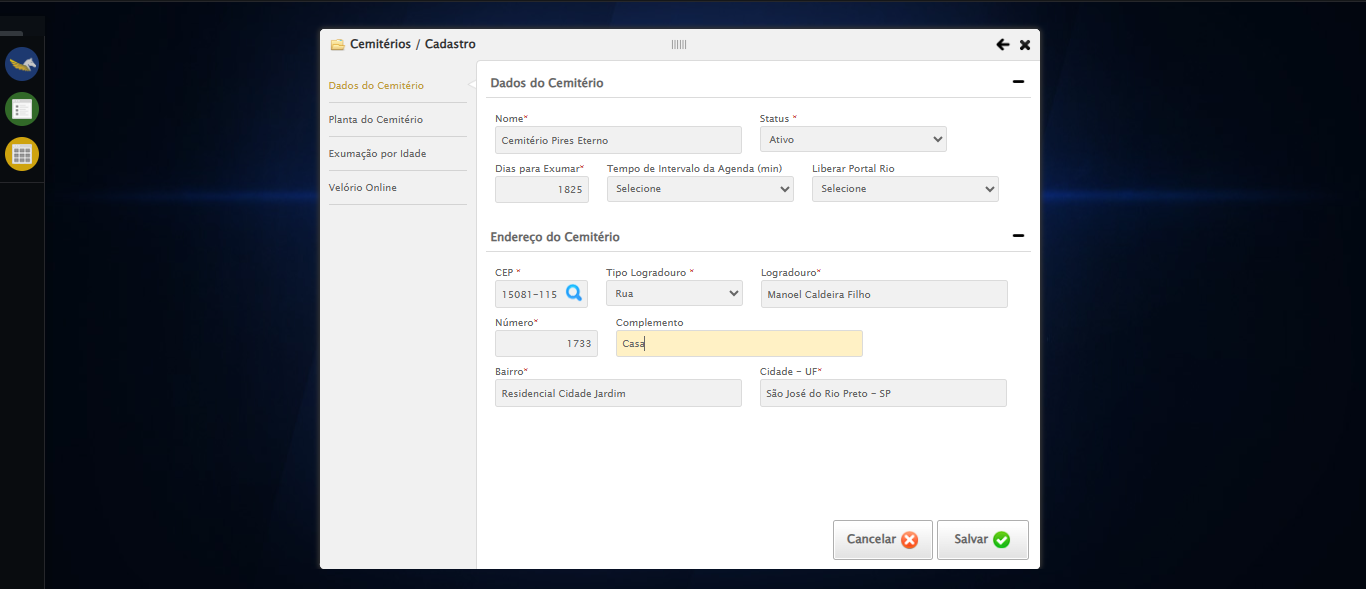 Cemitérios / Cadastro
Dados do Cemitério
Planta do Cemitério
Exumação por Idade
Velório Online
Dados do Cemitério
Nome* Status *
Cemitério Pires Eterno Ativo
Dias para Exumar* Tempo de Intervalo da Agenda (min) Liberar Portal Rio
1825 Selecione Selecione
Endereço do Cemitério
CEP * Tipo Logradouro * Logradouro*
15081-115 Rua Manoel Caldeira Filho
Número* Complemento
1733 Casa
Bairro* Cidade - UF*
Residencial Cidade Jardim São José do Rio Preto - SP
Cancelar Salvar